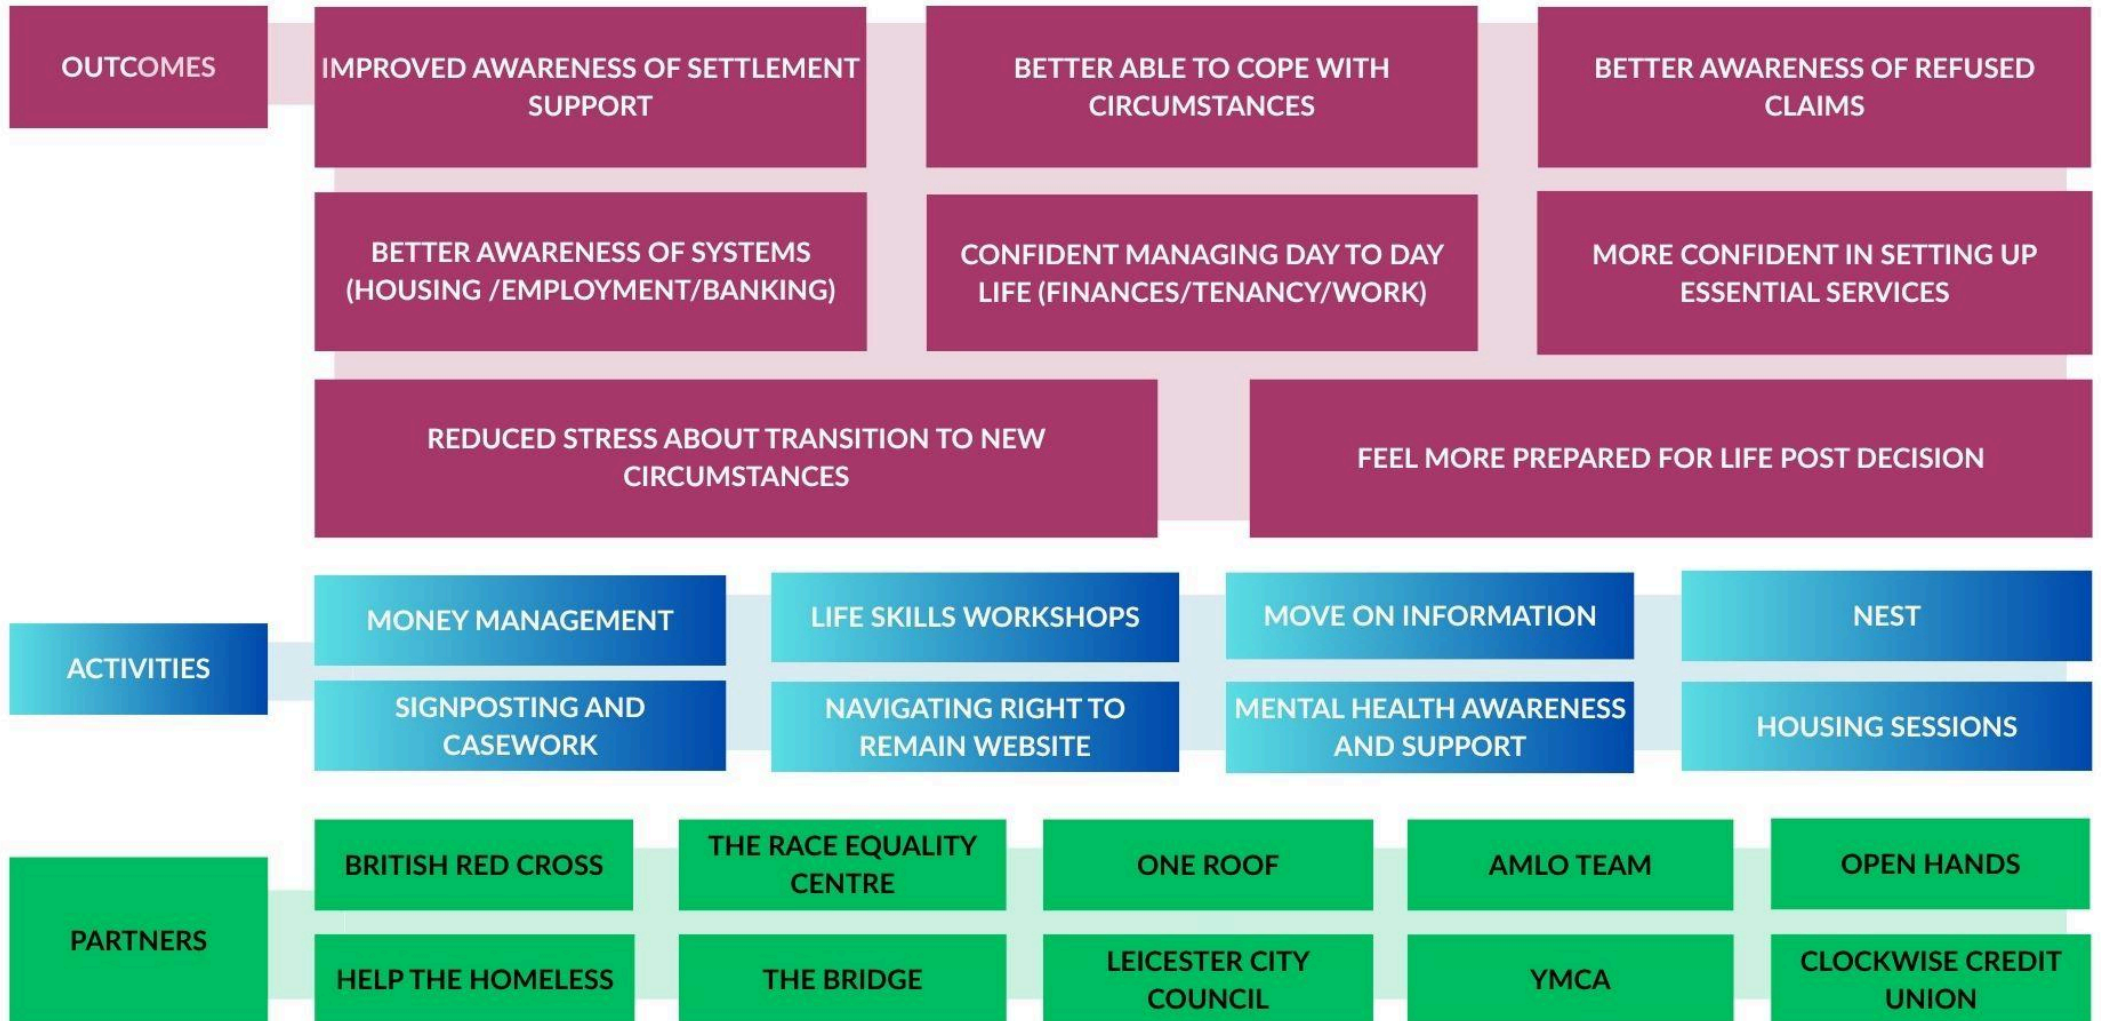 OUTCOMES
IMPROVED AWARENESS OF SETTLEMENT
SUPPORT
BETTER ABLE TO COPE WITH
CIRCUMSTANCES
BETTER AWARENESS OF REFUSED
CLAIMS
BETTER AWARENESS OF SYSTEMS
(HOUSING /EMPLOYMENT/BANKING)
CONFIDENT MANAGING DAY TO DAY
LIFE (FINANCES/TENANCY/WORK)
MORE CONFIDENT IN SETTING UP
ESSENTIAL SERVICES
REDUCED STRESS ABOUT TRANSITION TO NEW
CIRCUMSTANCES
FEEL MORE PREPARED FOR LIFE POST DECISION
ACTIVITIES
MONEY MANAGEMENT
LIFE SKILLS WORKSHOPS
MOVE ON INFORMATION
NEST
SIGNPOSTING AND
CASEWORK
NAVIGATING RIGHT TO
REMAIN WEBSITE
MENTAL HEALTH AWARENESS
AND SUPPORT
HOUSING SESSIONS
PARTNERS
BRITISH RED CROSS
THE RACE EQUALITY
CENTRE
ONE ROOF
AMLO TEAM
OPEN HANDS
HELP THE HOMELESS
THE BRIDGE
LEICESTER CITY
COUNCIL
YMCA
CLOCKWISE CREDIT
UNION